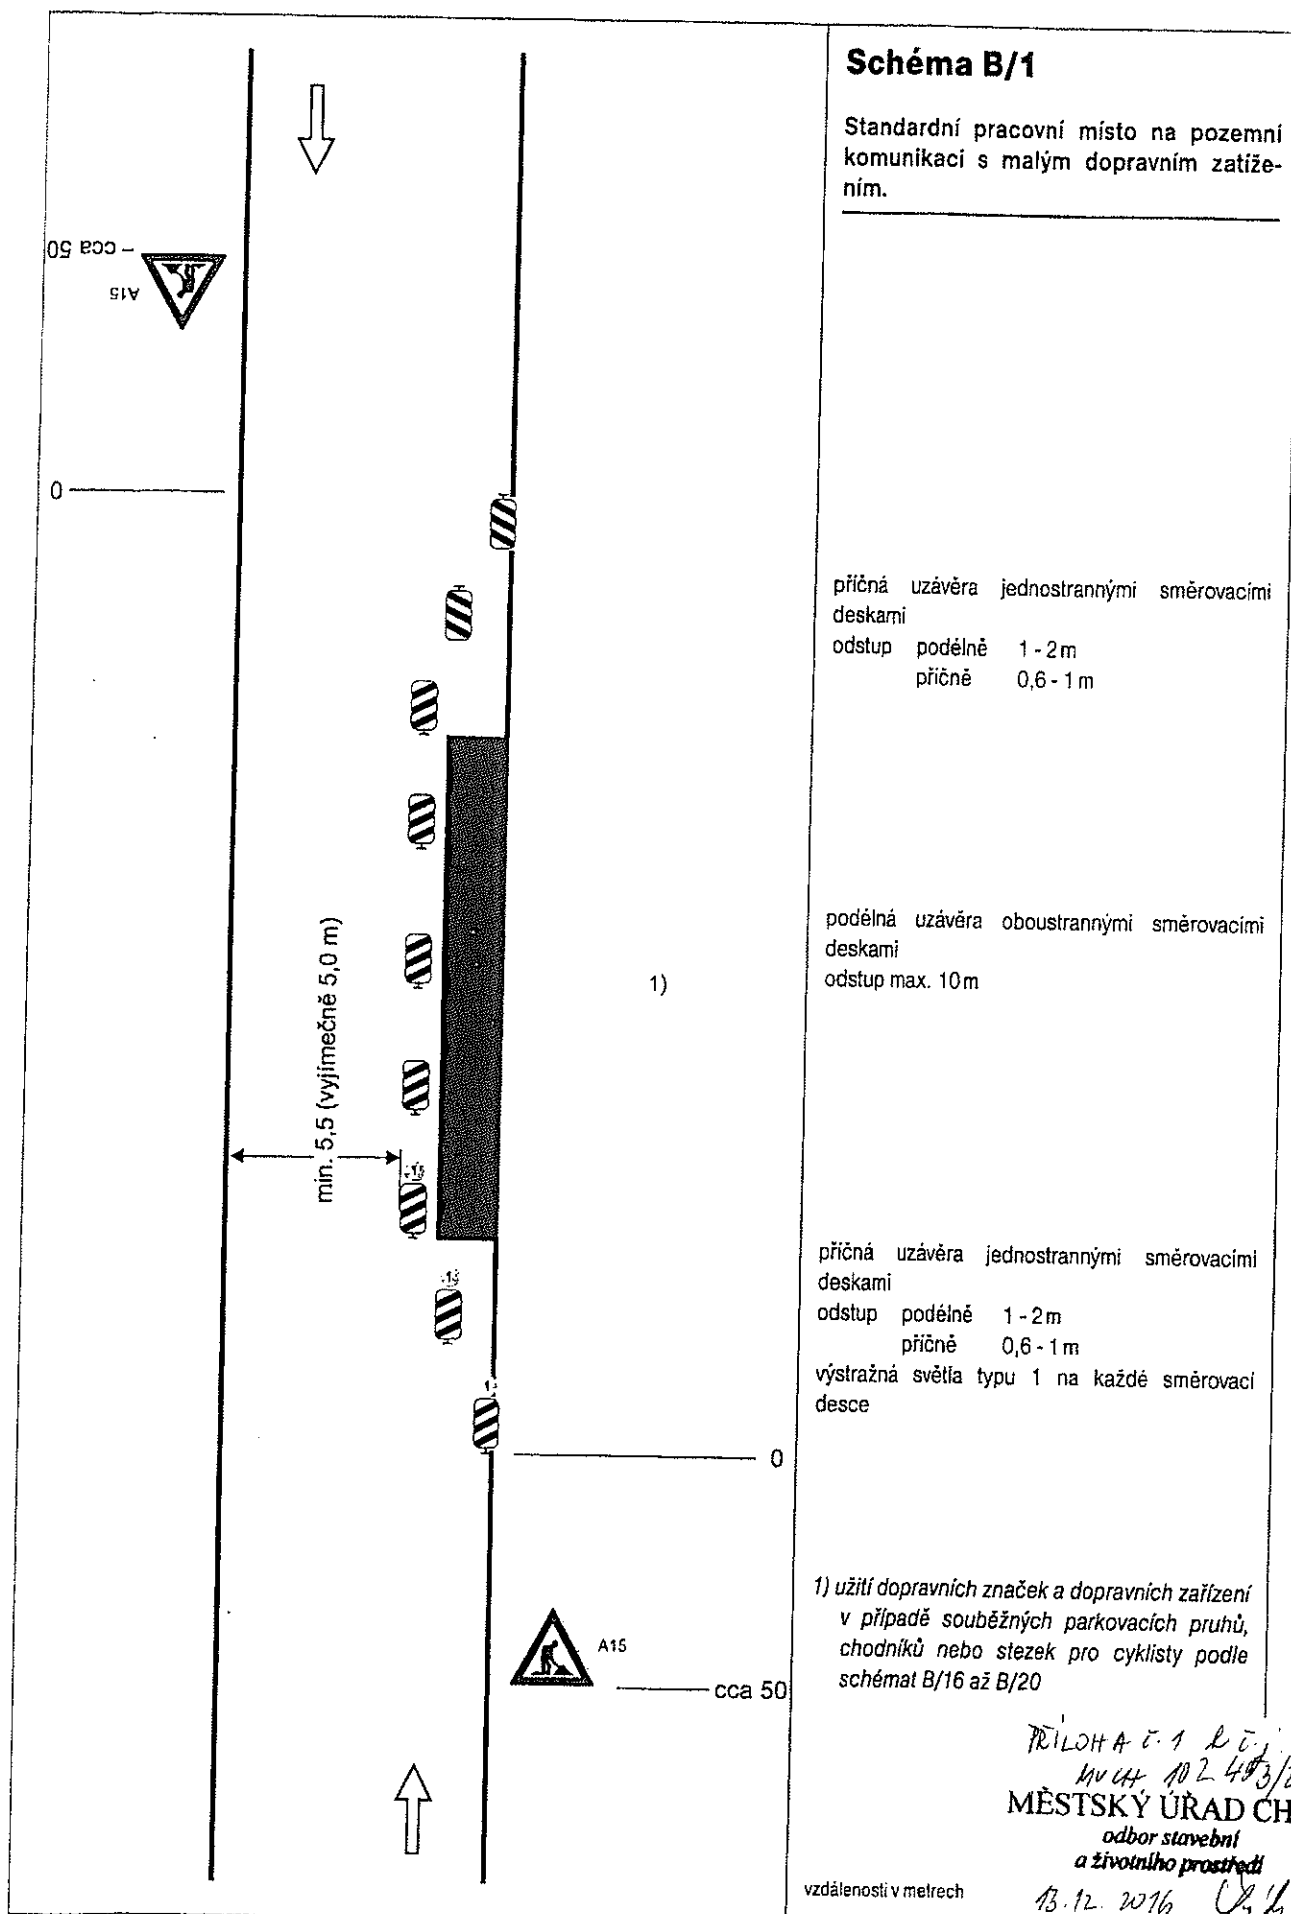 Schéma B/1
Standardní pracovní místo na pozemní
komunikaci s malým dopravním zatíže-
ním.
cca 50
A15
0
příčná uzávěra jednostrannými směrovacími
deskami
odstup podélně 1 - 2 m
příčně 0,6 - 1 m
podélná uzávěra oboustrannými směrovacími
deskami
odstup max. 10 m
1)
min. 5,5 (vyjímečně 5,0 m)
příčná uzávěra jednostrannými směrovacími
deskami
odstup podélně 1 - 2 m
příčně 0,6 - 1 m
výstražná světla typu 1 na každé směrovací
desce
0
A15
cca 50
1) užití dopravních značek a dopravních zařízení
v případě souběžných parkovacích pruhů,
chodníků nebo stezek pro cyklisty podle
schémat B/16 až B/20
PŘÍLOHA č. 1 k č.j.
MĚSTSKÝ ÚŘAD CH
odbor stavební
a životního prostředí
vzdálenosti v metrech
13.12. 2016